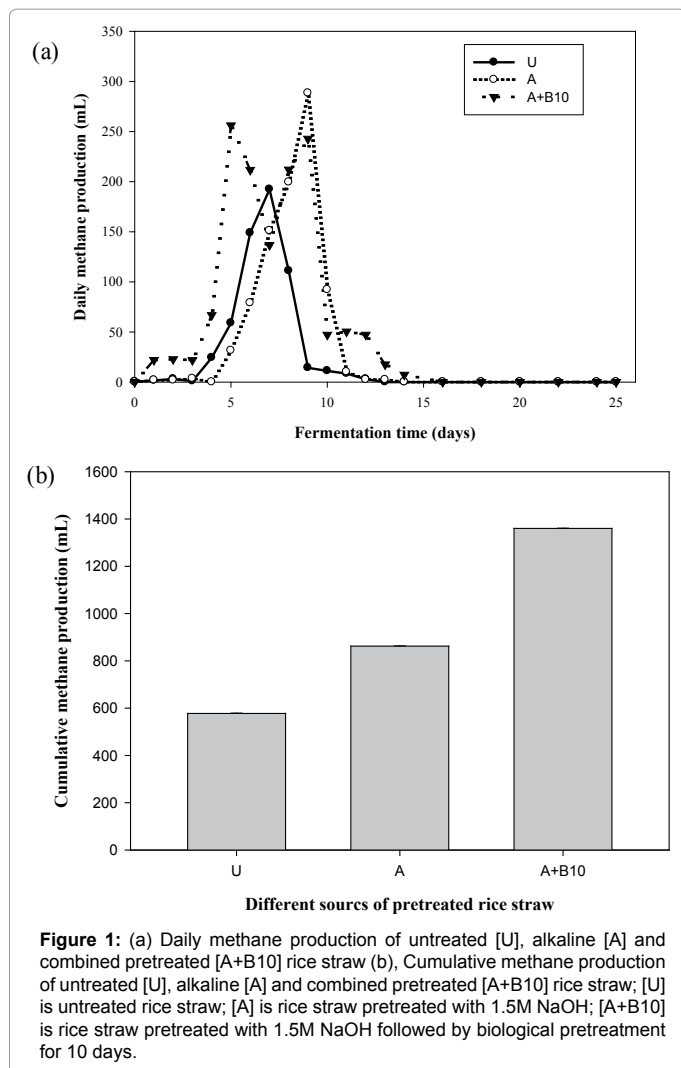 (a)
350
300
250
200
150
100
50
0
Daily methane production (mL)
U
A
A+B10
0 5 10 15 20 25
Fermentation time (days)
(b)
1600
1400
1200
1000
800
600
400
200
0
Cumulative methane production (mL)
U A A+B10
Different sourcs of pretreated rice straw
Figure 1: (a) Daily methane production of untreated [U], alkaline [A] and
combined pretreated [A+B10] rice straw (b), Cumulative methane production
of untreated [U], alkaline [A] and combined pretreated [A+B10] rice straw; [U]
is untreated rice straw; [A] is rice straw pretreated with 1.5M NaOH; [A+B10]
is rice straw pretreated with 1.5M NaOH followed by biological pretreatment
for 10 days.